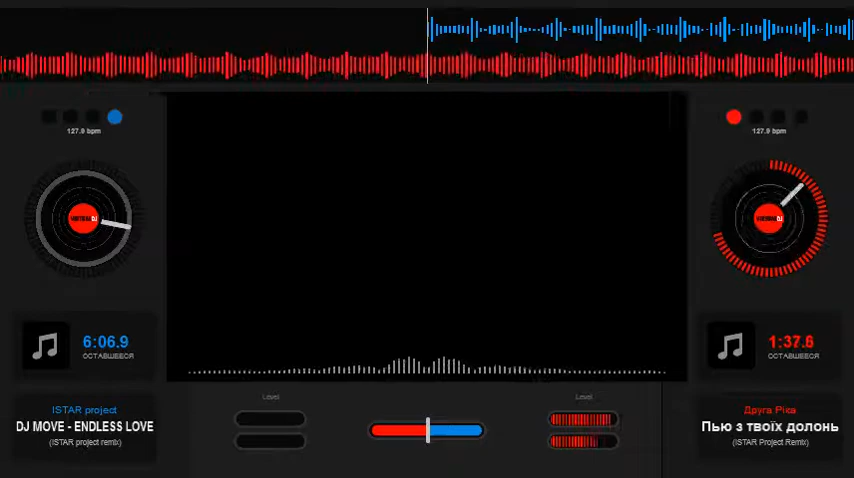 127.9 bpm
127.9 bpm
6:06.9
ОСТАВШЕЕСЯ
1:37.6
ОСТАВШЕЕСЯ
Level
Level
ISTAR project
DJ MOVE - ENDLESS LOVE
(ISTAR project remix)
Друга Ріка
Пью з твоїх долонь
(ISTAR Project Remix)